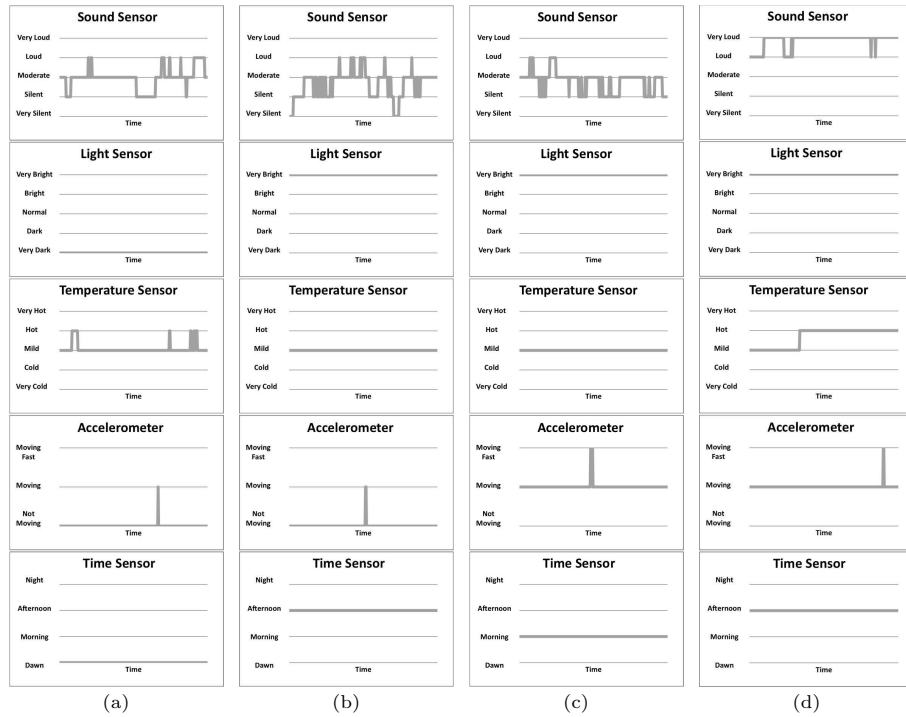 Sound Sensor
Very Loud
Loud
Moderate
Silent
Very Silent
Time
Light Sensor
Very Bright
Bright
Normal
Dark
Very Dark
Time
Temperature Sensor
Very Hot
Hot
Mild
Cold
Very Cold
Time
Accelerometer
Moving
Fast
Moving
Not
Moving
Time
Time Sensor
Night
Afternoon
Morning
Dawn
Time
(a)
Sound Sensor
Very Loud
Loud
Moderate
Silent
Very Silent
Time
Light Sensor
Very Bright
Bright
Normal
Dark
Very Dark
Time
Temperature Sensor
Very Hot
Hot
Mild
Cold
Very Cold
Time
Accelerometer
Moving
Fast
Moving
Not
Moving
Time
Time Sensor
Night
Afternoon
Morning
Dawn
Time
(b)
Sound Sensor
Very Loud
Loud
Moderate
Silent
Very Silent
Time
Light Sensor
Very Bright
Bright
Normal
Dark
Very Dark
Time
Temperature Sensor
Very Hot
Hot
Mild
Cold
Very Cold
Time
Accelerometer
Moving
Fast
Moving
Not
Moving
Time
Time Sensor
Night
Afternoon
Morning
Dawn
Time
(c)
Sound Sensor
Very Loud
Loud
Moderate
Silent
Very Silent
Time
Light Sensor
Very Bright
Bright
Normal
Dark
Very Dark
Time
Temperature Sensor
Very Hot
Hot
Mild
Cold
Very Cold
Time
Accelerometer
Moving
Fast
Moving
Not
Moving
Time
Time Sensor
Night
Afternoon
Morning
Dawn
Time
(d)